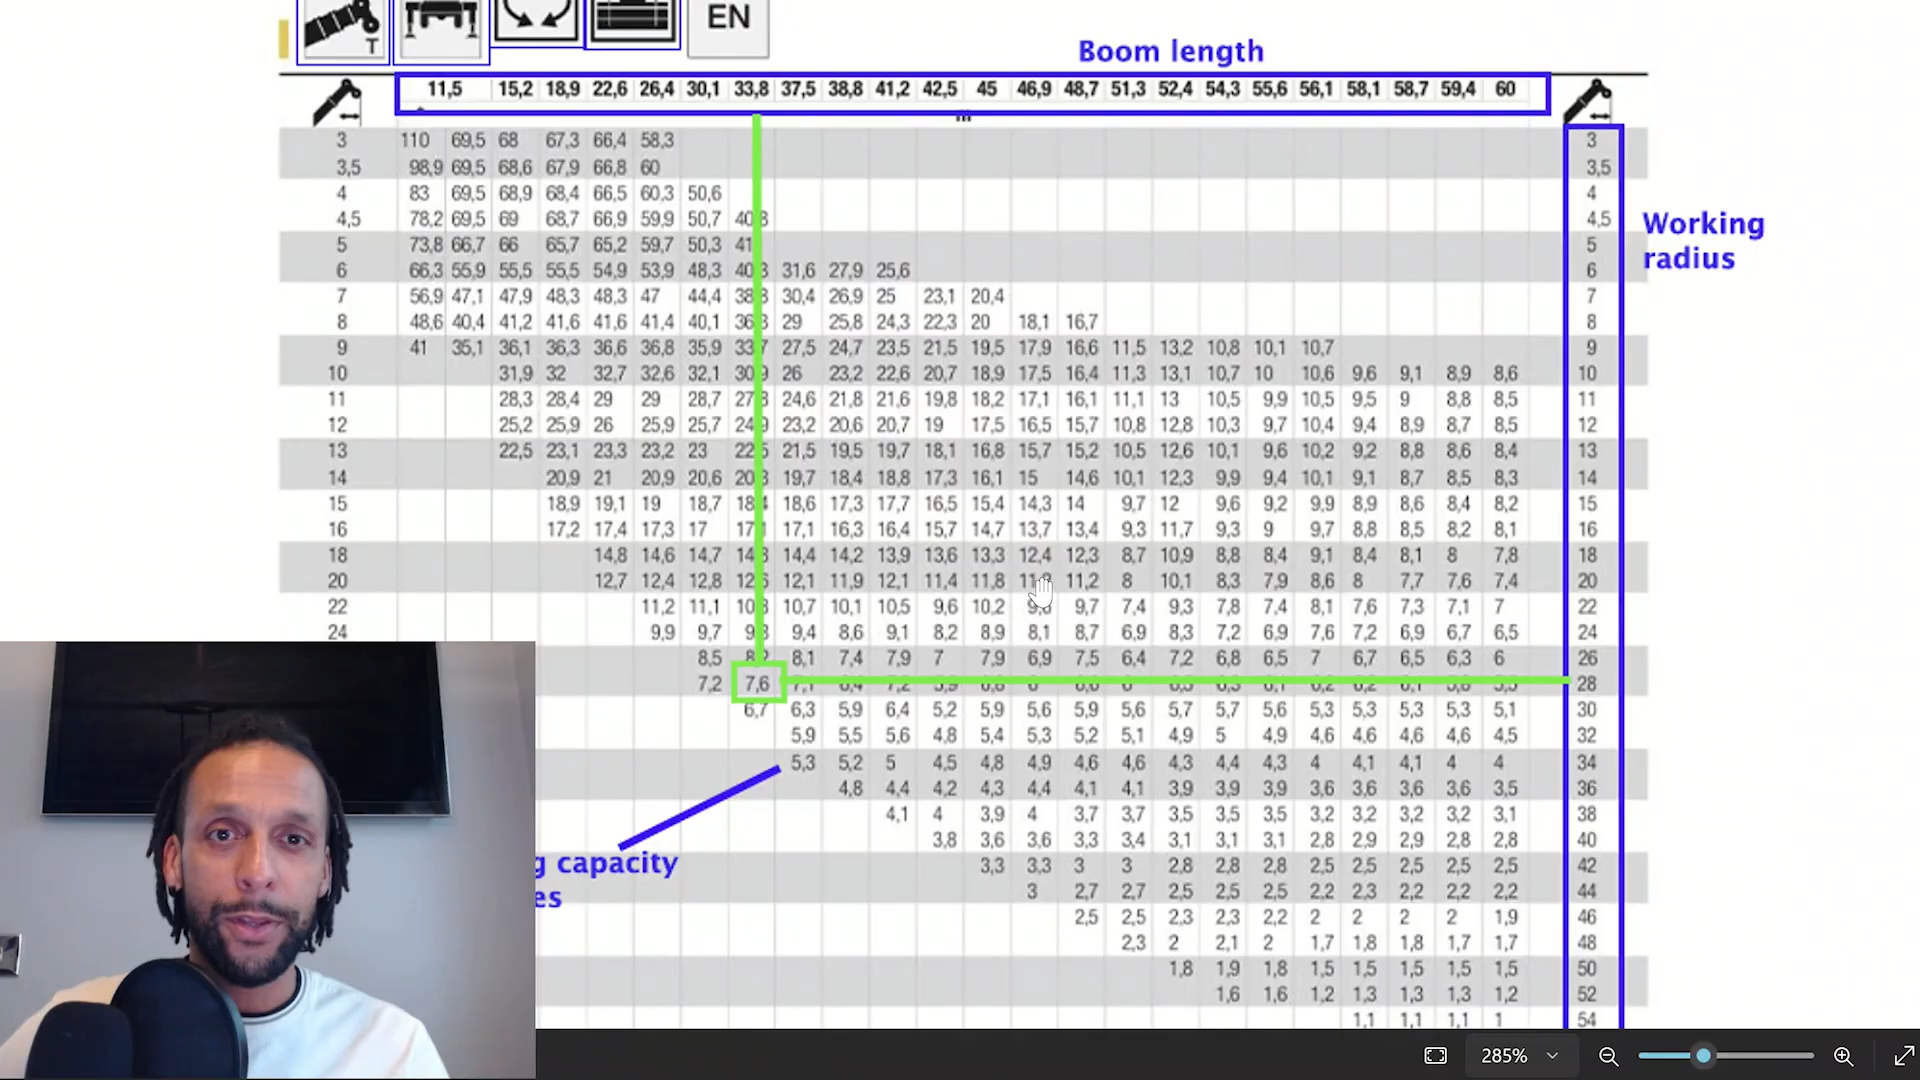 T
EN
Boom length
11,5 15,2 18,9 22,6 26,4 30,1 33,8 37,5 38,8 41,2 42,5 45 46,9 48,7 51,3 52,4 54,3 55,6 56,1 58,1 58,7 59,4 60
3 110 69,5 68 67,3 66,4 58,3 3
3,5 98,9 69,5 68,6 67,9 66,8 60 3,5
4 83 69,5 68,9 68,4 66,5 60,3 50,6 4
4,5 78,2 69,5 69 68,7 66,9 59,9 50,7 4,5
Working
radius
5 73,8 66,7 66 65,7 65,2 59,7 50,3 41 5
6 66,3 55,9 55,5 55,5 54,9 53,9 48,3 31,6 27,9 25,6 6
7 56,9 47,1 47,9 48,3 48,3 47 44,4 30,4 26,9 25 23,1 20,4 7
8 48,6 40,4 41,2 41,6 41,6 41,4 40,1 29 25,8 24,3 22,3 20 18,1 16,7 8
9 41 35,1 36,1 36,3 36,6 36,8 35,9 33,7 27,5 24,7 23,5 21,5 19,5 17,9 16,6 11,5 13,2 10,8 10,1 10,7 9
10 31,9 32 32,7 32,6 32,1 30,9 26 23,2 22,6 20,7 18,9 17,5 16,4 11,3 13,1 10,7 10 10,6 9,6 9,1 8,9 8,6 10
11 28,3 28,4 29 29 28,7 24,6 21,8 21,6 19,8 18,2 17,1 16,1 11,1 13 10,5 9,9 10,5 9,5 9 8,8 8,5 11
12 25,2 25,9 26 25,9 25,7 24,9 23,2 20,6 20,7 19 17,5 16,5 15,7 10,8 12,8 10,3 9,7 10,4 9,4 8,9 8,7 8,5 12
13 22,5 23,1 23,3 23,2 23 21,5 19,5 19,7 18,1 16,8 15,7 15,2 10,5 12,6 10,1 9,6 10,2 9,2 8,8 8,6 8,4 13
14 20,9 21 20,9 20,6 19,7 18,4 18,8 17,3 16,1 15 14,6 10,1 12,3 9,9 9,4 10,1 9,1 8,7 8,5 8,3 14
15 18,9 19,1 19 18,7 18,6 17,3 17,7 16,5 15,4 14,3 14 9,7 12 9,6 9,2 9,9 8,9 8,6 8,4 8,2 15
16 17,2 17,4 17,3 17 17,1 16,3 16,4 15,7 14,7 13,7 13,4 9,3 11,7 9,3 9 9,7 8,8 8,5 8,2 8,1 16
18 14,8 14,6 14,7 14,4 14,2 13,9 13,6 13,3 12,4 12,3 8,7 10,9 8,8 8,4 9,1 8,4 8,1 8 7,8 18
20 12,7 12,4 12,8 12,1 11,9 12,1 11,4 11,8 11,2 8 10,1 8,3 7,9 8,6 8 7,7 7,6 7,4 20
22 11,2 11,1 10,7 10,1 10,5 9,6 10,2 9,7 7,4 9,3 7,8 7,4 8,1 7,6 7,3 7,1 7 22
24 9,9 9,7 9,4 8,6 9,1 8,2 8,9 8,1 8,7 6,9 8,3 7,2 6,9 7,6 7,2 6,9 6,7 6,5 24
8,5 8,1 7,4 7,9 7 7,9 6,9 7,5 6,4 7,2 6,8 6,5 7 6,7 6,5 6,3 6 26
7,2 7,6 28
6,7 6,3 5,9 6,4 5,2 5,9 5,6 5,9 5,6 5,7 5,7 5,6 5,3 5,3 5,3 5,3 5,1 30
5,9 5,5 5,6 4,8 5,4 5,3 5,2 5,1 4,9 5 4,9 4,6 4,6 4,6 4,6 4,5 32
5,3 5,2 5 4,5 4,8 4,9 4,6 4,6 4,3 4,4 4,3 4 4,1 4,1 4 4 34
4,8 4,4 4,2 4,3 4,4 4,1 4,1 3,9 3,9 3,9 3,6 3,6 3,6 3,6 3,5 36
4,1 4 3,9 4 3,7 3,7 3,5 3,5 3,5 3,2 3,2 3,2 3,2 3,1 38
3,8 3,6 3,6 3,3 3,4 3,1 3,1 3,1 2,8 2,9 2,9 2,8 2,8 40
capacity
3,3 3,3 3 3 2,8 2,8 2,8 2,5 2,5 2,5 2,5 2,5 42
3 2,7 2,7 2,5 2,5 2,5 2,2 2,3 2,2 2,2 2,2 44
2,5 2,5 2,3 2,3 2,2 2 2 2 2 1,9 46
2,3 2 2,1 2 1,7 1,8 1,8 1,7 1,7 48
1,8 1,9 1,8 1,5 1,5 1,5 1,5 1,5 50
1,6 1,6 1,2 1,3 1,3 1,3 1,2 52
1,1 1,1 1,1 1 54
285%